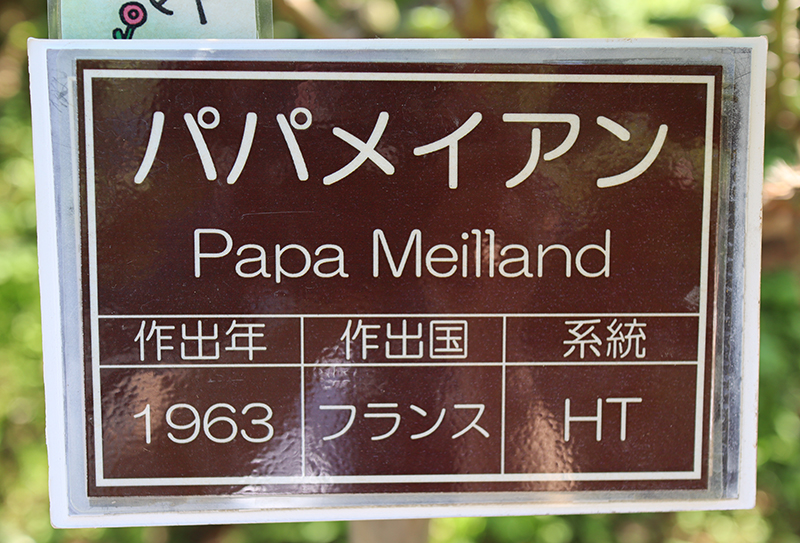 パパメイアン
Papa Meilland
作出年 作出国 系統
1963 フランス HT